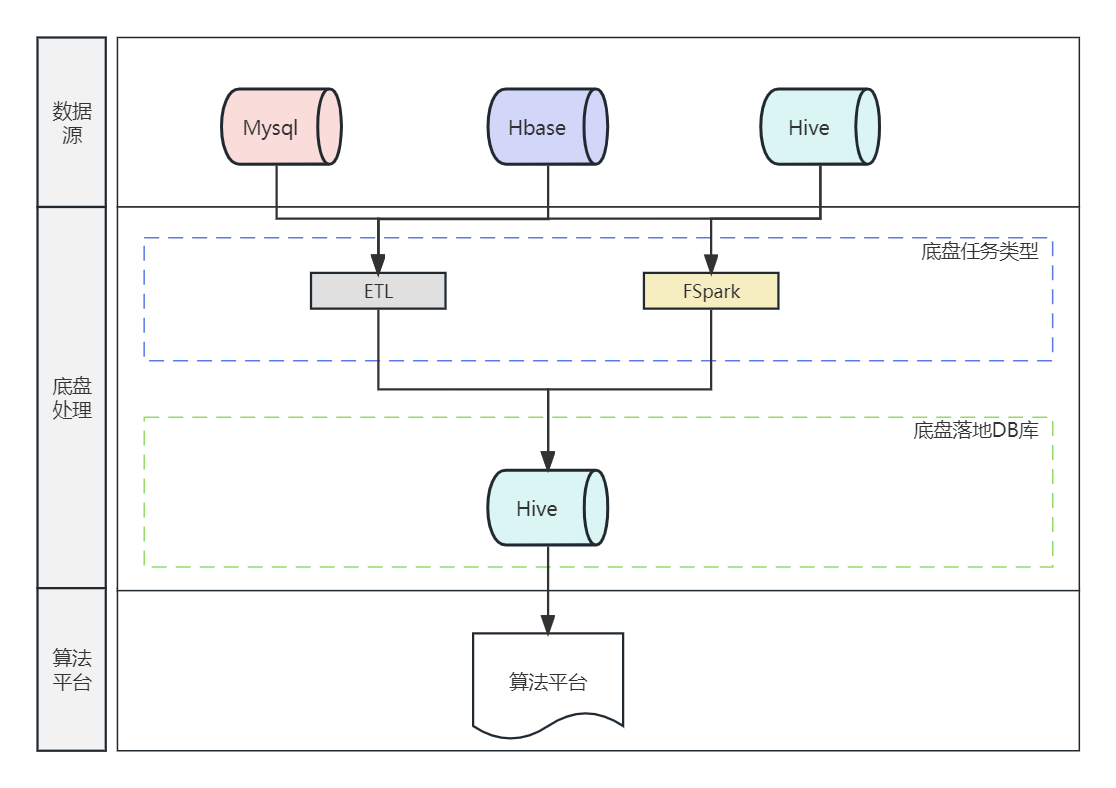 数据
源
Mysql
Hbase
Hive
底盘
处理
底盘任务类型
ETL
FSpark
底盘落地DB库
Hive
算法
平台
算法平台